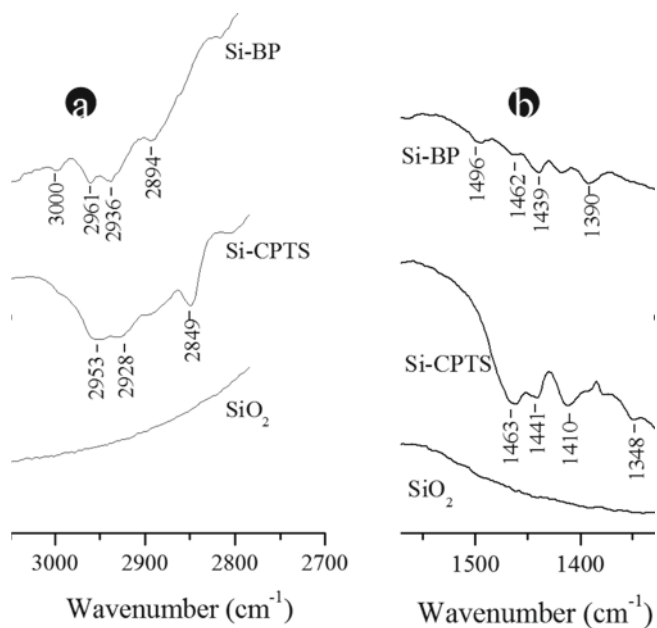 a
Si-BP
3000
2961
2936
2894
Si-CPTS
2953
2928
2849
SiO2
3000 2900 2800 2700
Wavenumber (cm-1)
b
Si-BP
1496
1462
1439
1390
Si-CPTS
1463
1441
1410
1348
SiO2
1500 1400
Wavenumber (cm-1)